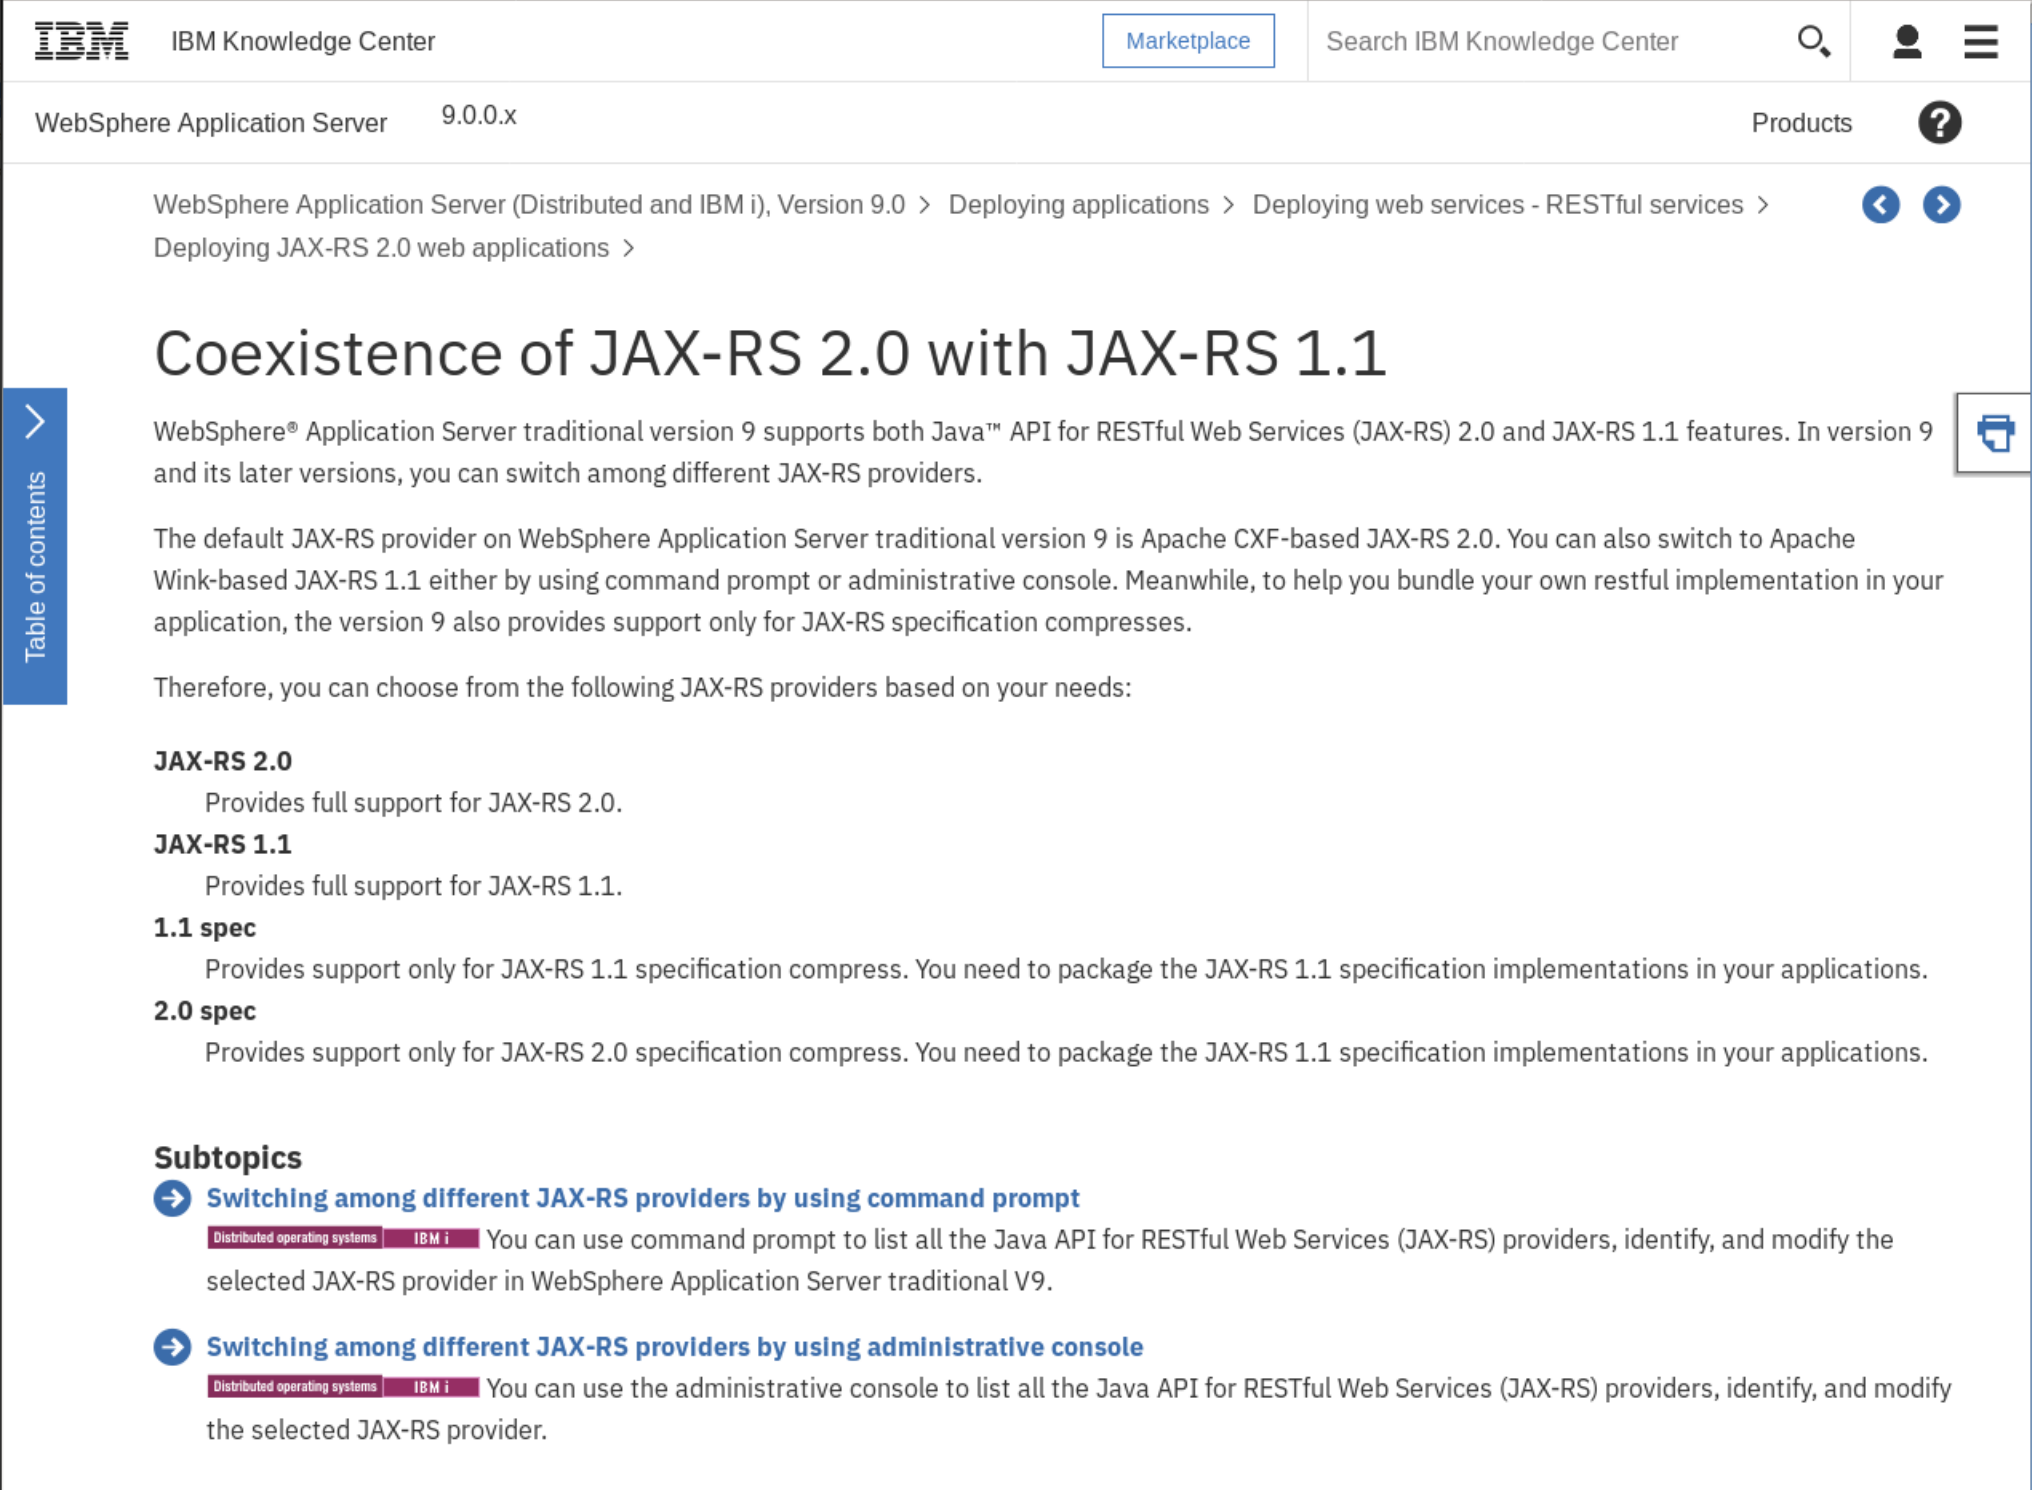 IBM IBM Knowledge Center Marketplace Search IBM Knowledge Center
WebSphere Application Server 9.0.0.x Products ?
WebSphere Application Server (Distributed and IBM i), Version 9.0 > Deploying applications > Deploying web services - RESTful services >
Deploying JAX-RS 2.0 web applications >
Coexistence of JAX-RS 2.0 with JAX-RS 1.1
Table of contents
WebSphere® Application Server traditional version 9 supports both Java™ API for RESTful Web Services (JAX-RS) 2.0 and JAX-RS 1.1 features. In version 9
and its later versions, you can switch among different JAX-RS providers.
The default JAX-RS provider on WebSphere Application Server traditional version 9 is Apache CXF-based JAX-RS 2.0. You can also switch to Apache
Wink-based JAX-RS 1.1 either by using command prompt or administrative console. Meanwhile, to help you bundle your own restful implementation in your
application, the version 9 also provides support only for JAX-RS specification compresses.
Therefore, you can choose from the following JAX-RS providers based on your needs:
JAX-RS 2.0
Provides full support for JAX-RS 2.0.
JAX-RS 1.1
Provides full support for JAX-RS 1.1.
1.1 spec
Provides support only for JAX-RS 1.1 specification compress. You need to package the JAX-RS 1.1 specification implementations in your applications.
2.0 spec
Provides support only for JAX-RS 2.0 specification compress. You need to package the JAX-RS 1.1 specification implementations in your applications.
Subtopics
Switching among different JAX-RS providers by using command prompt
Distributed operating systems IBM i You can use command prompt to list all the Java API for RESTful Web Services (JAX-RS) providers, identify, and modify the
selected JAX-RS provider in WebSphere Application Server traditional V9.
Switching among different JAX-RS providers by using administrative console
Distributed operating systems IBM i You can use the administrative console to list all the Java API for RESTful Web Services (JAX-RS) providers, identify, and modify
the selected JAX-RS provider.